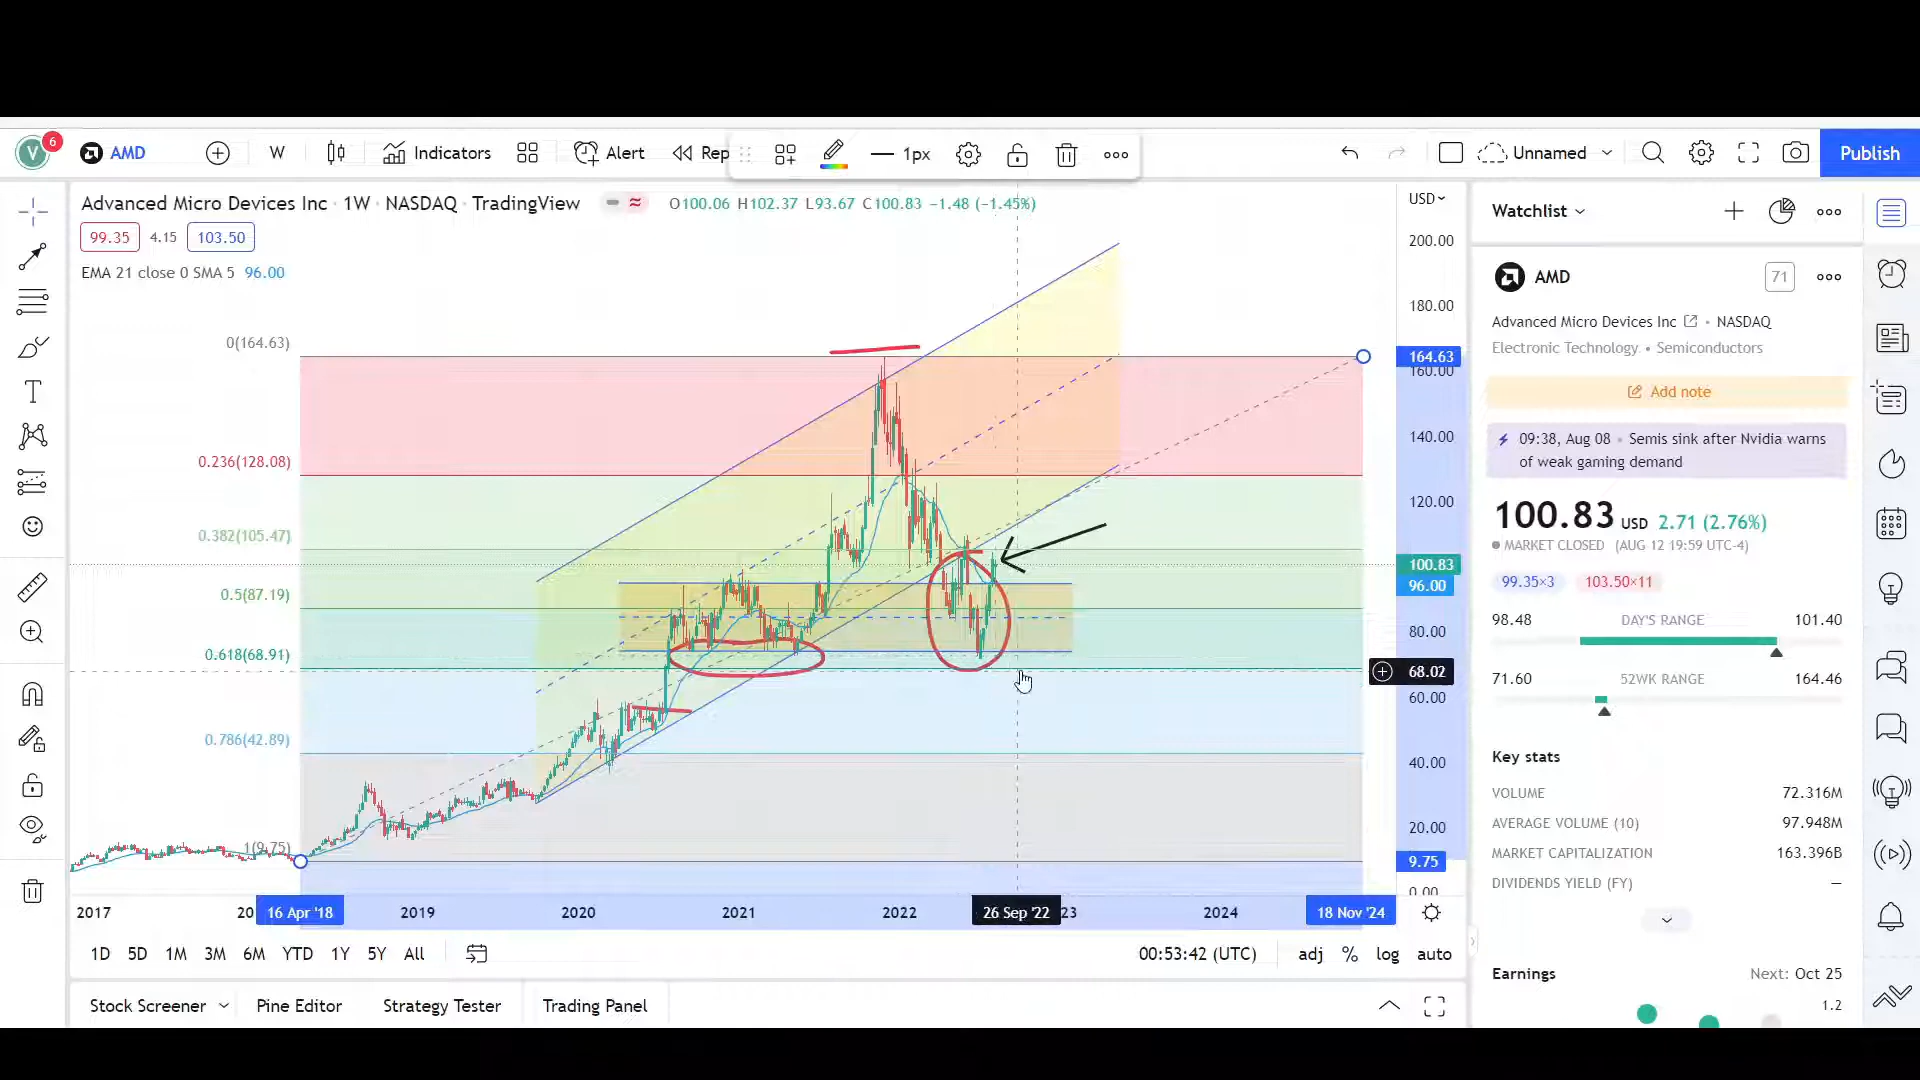 V 6 AMD W Indicators Alert Rep 1px Unnamed Publish
Advanced Micro Devices Inc · 1W · NASDAQ · TradingView O100.06 H102.37 L93.67 C100.83 −1.48 (−1.45%)
99.35 4.15 103.50
EMA 21 close 0 SMA 5 96.00
USD
200.00
180.00
0(164.63)
164.63
160.00
140.00
0.236(128.08)
120.00
0.382(105.47)
100.83
96.00
0.5(87.19)
80.00
0.618(68.91)
68.02
60.00
0.786(42.89)
40.00
20.00
1(9.75)
9.75
0.00
2017 20 16 Apr '18 2019 2020 2021 2022 26 Sep '22 23 2024 18 Nov '24
1D 5D 1M 3M 6M YTD 1Y 5Y All 00:53:42 (UTC) adj % log auto
Stock Screener Pine Editor Strategy Tester Trading Panel
Watchlist
AMD 71
Advanced Micro Devices Inc • NASDAQ
Electronic Technology • Semiconductors
Add note
09:38, Aug 08 • Semis sink after Nvidia warns
of weak gaming demand
100.83 USD 2.71 (2.76%)
MARKET CLOSED (AUG 12 19:59 UTC-4)
99.35×3 103.50×11
98.48 DAY'S RANGE 101.40
71.60 52WK RANGE 164.46
Key stats
VOLUME 72.316M
AVERAGE VOLUME (10) 97.948M
MARKET CAPITALIZATION 163.396B
DIVIDENDS YIELD (FY) —
Earnings Next: Oct 25
1.2